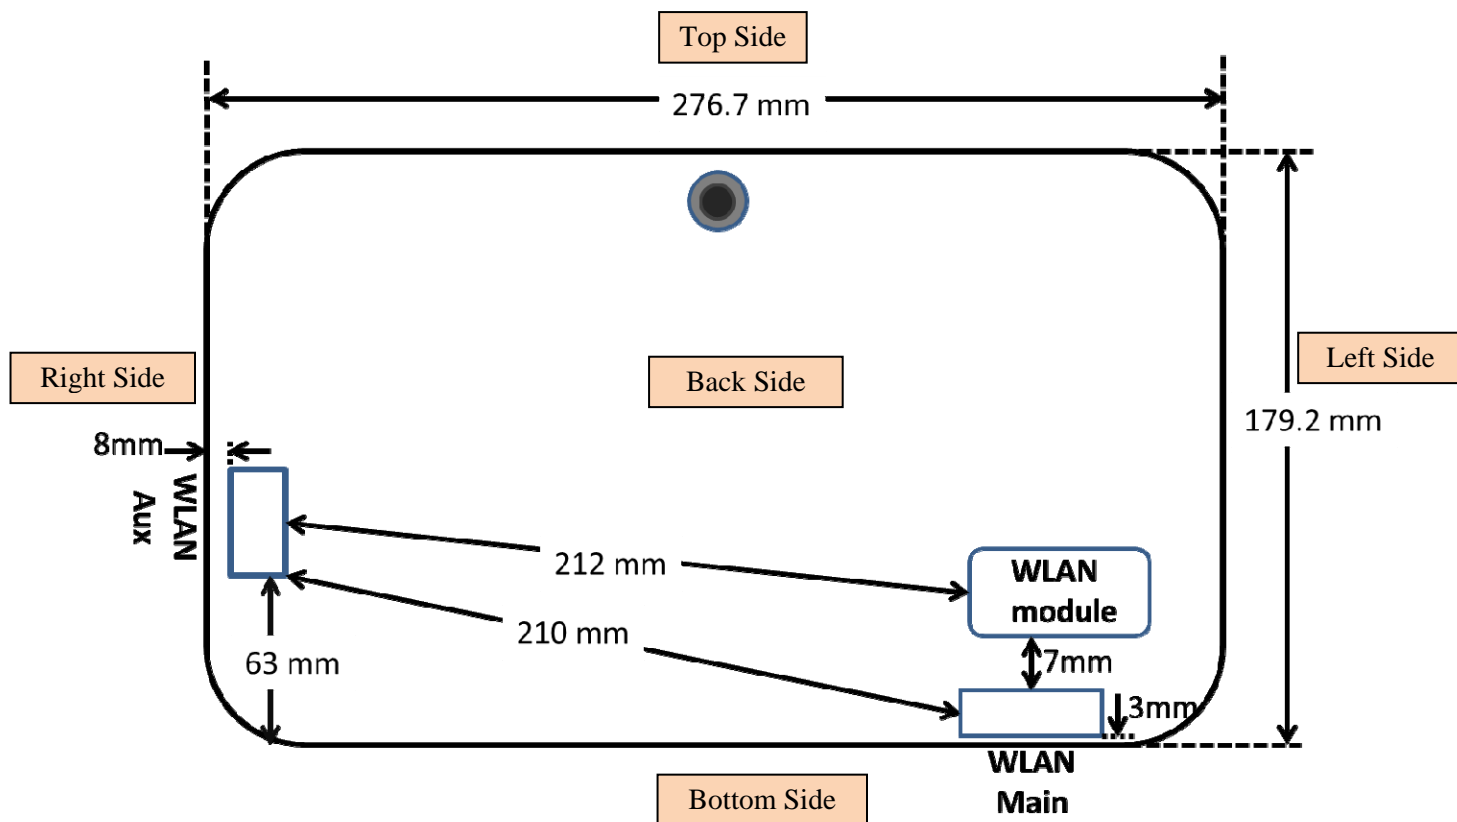 Top Side
276.7 mm
Right Side
Back Side
Left Side
179.2 mm
8mm
WLAN
Aux
212 mm
WLAN
module
210 mm
63 mm
7mm
3mm
WLAN
Main
Bottom Side